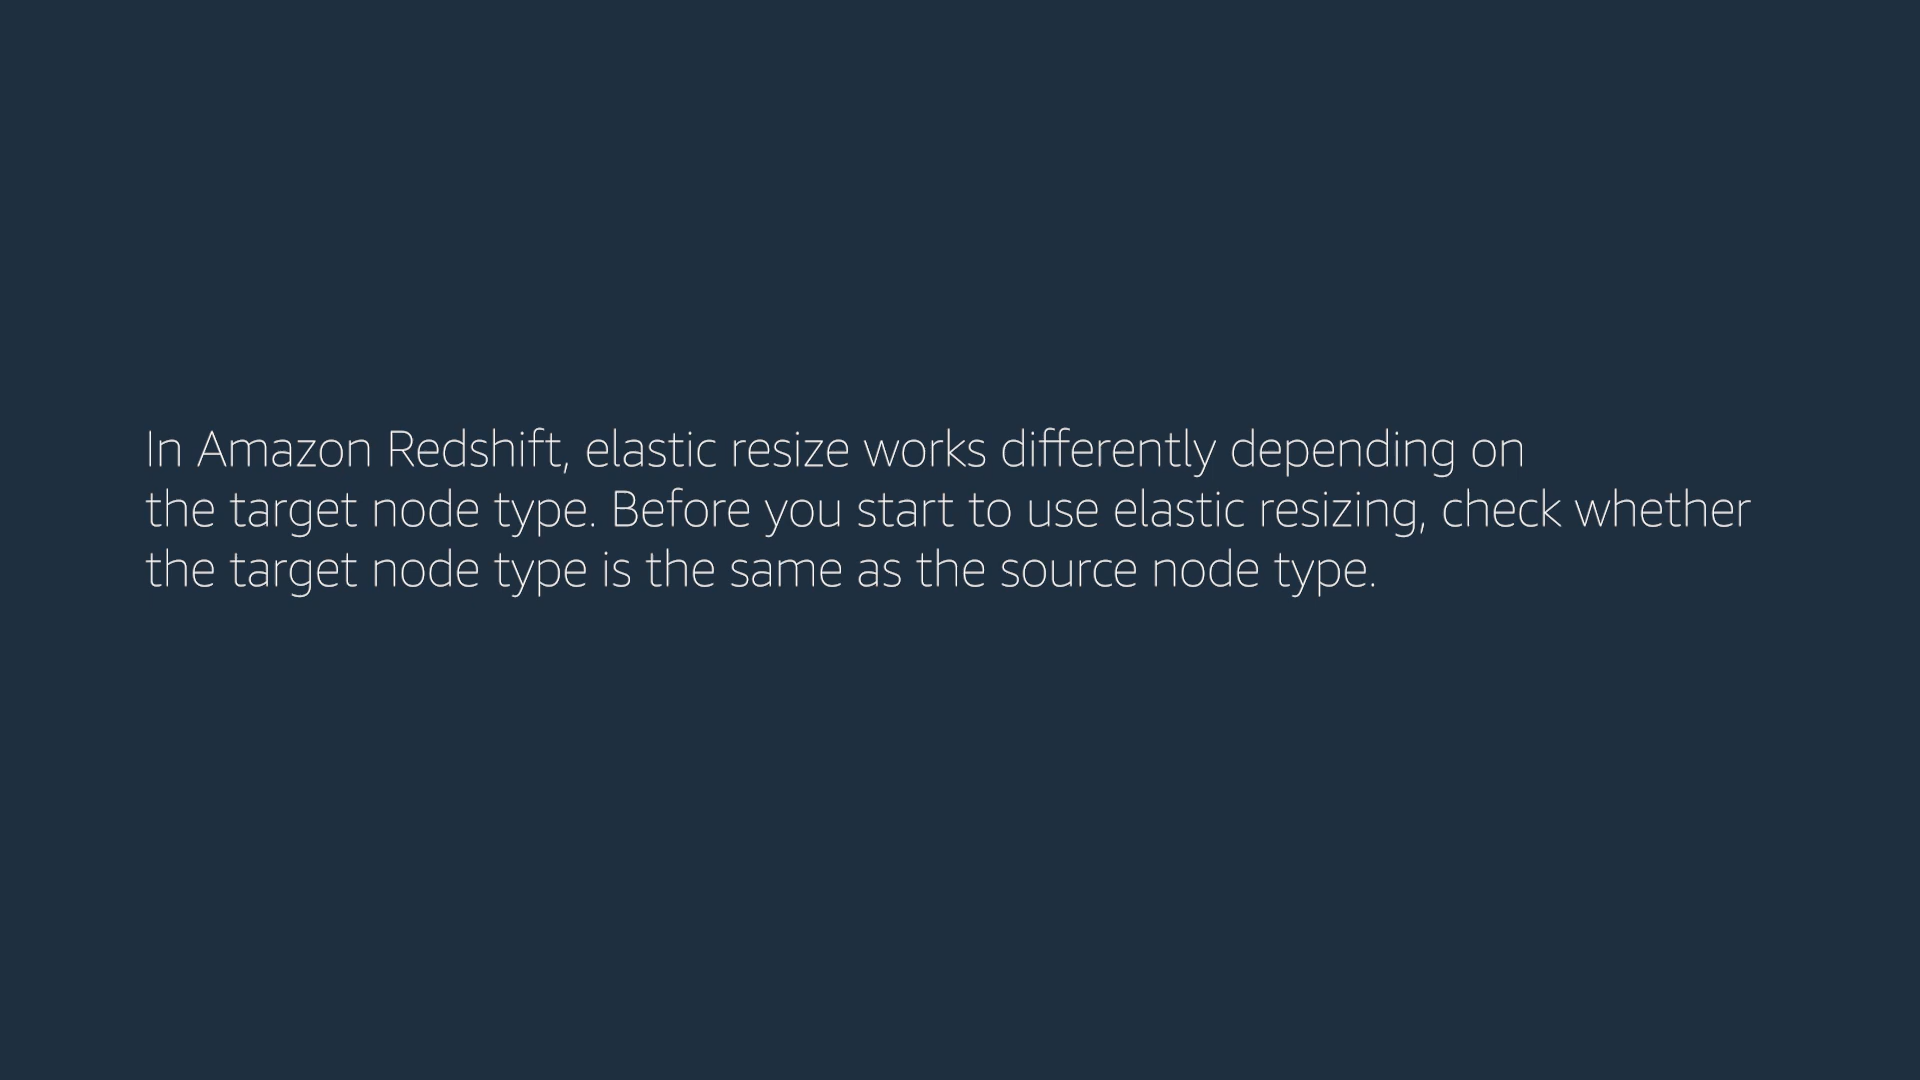 In Amazon Redshift, elastic resize works differently depending on
the target node type. Before you start to use elastic resizing, check whether
the target node type is the same as the source node type.